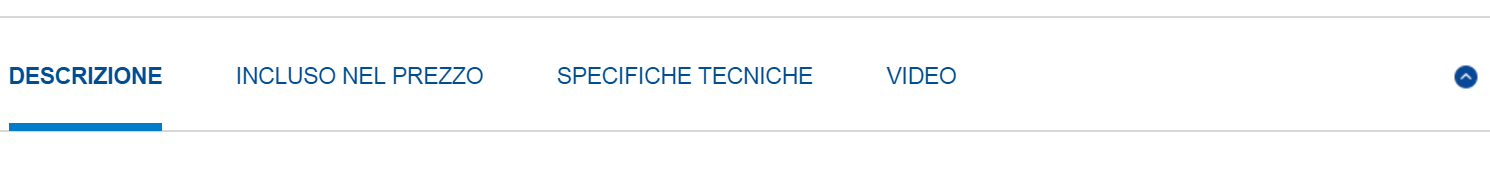 DESCRIZIONE INCLUSO NEL PREZZO SPECIFICHE TECNICHE VIDEO